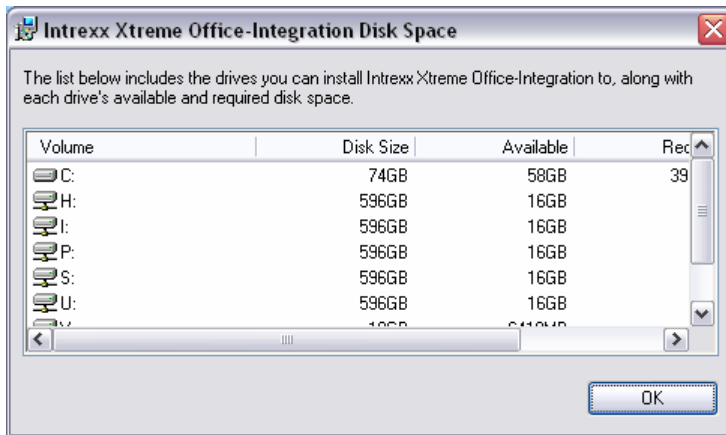 Intrexx Xtreme Office-Integration Disk Space
The list below includes the drives you can install Intrexx Xtreme Office-Integration to, along with
each drive's available and required disk space.
Volume Disk Size Available
C: 74GB 58GB 39
H: 596GB 16GB
I: 596GB 16GB
P: 596GB 16GB
S: 596GB 16GB
U: 596GB 16GB
OK